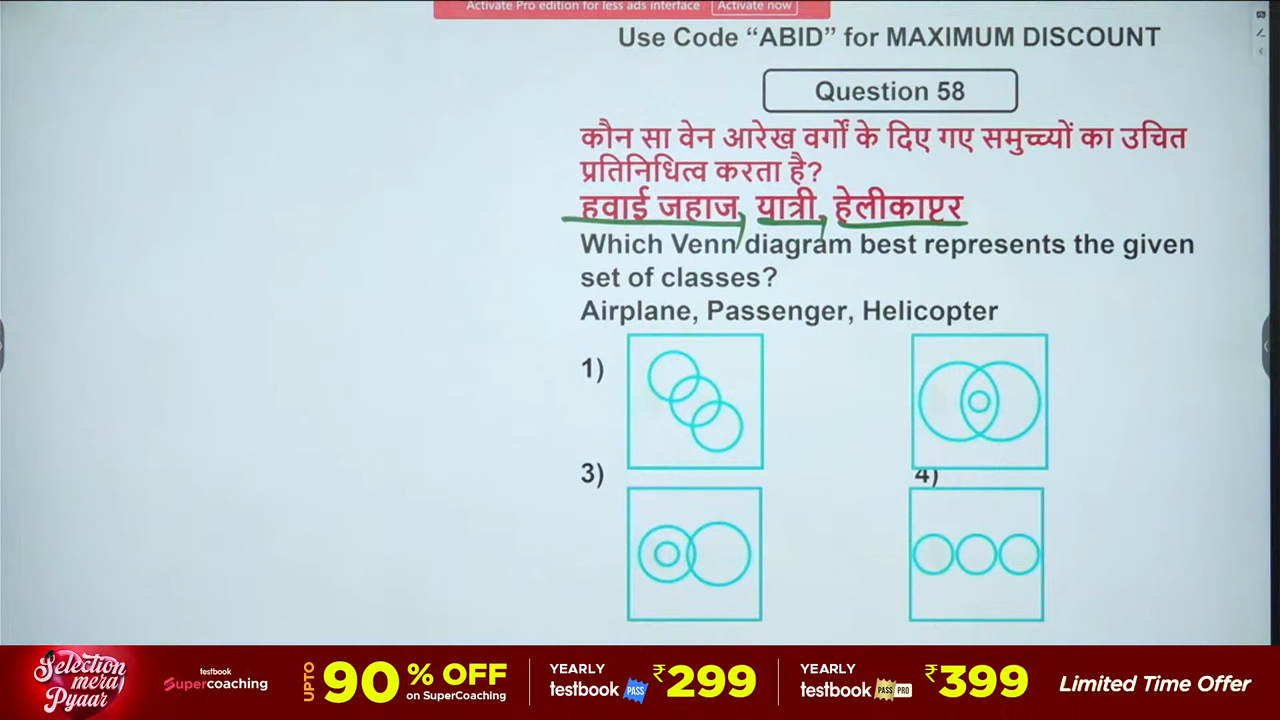 Activate Pro edition for less ads interface Activate now
Use Code “ABID” for MAXIMUM DISCOUNT
Question 58
कौन सा वेन आरेख वर्गों के दिए गए समुच्च्यों का उचित
प्रतिनिधित्व करता है?
हवाई जहाज, यात्री, हेलीकाप्टर
Which Venn diagram best represents the given
set of classes?
Airplane, Passenger, Helicopter
1)
3) 4)
Selection mera Pyaar
testbook Supercoaching
UPTO 90% OFF on SuperCoaching
YEARLY testbook PASS ₹299
YEARLY testbook PASS PRO ₹399
Limited Time Offer